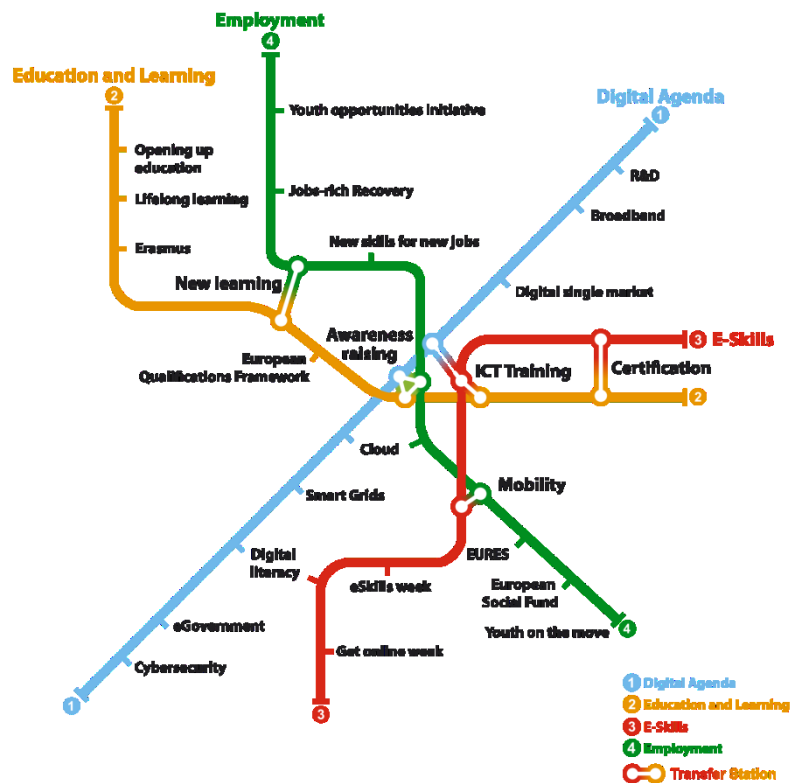 Employment
4
Education and Learning
2
Digital Agenda
1
Youth opportunities initiative
Opening up
education
R&D
Jobs-rich Recovery
Lifelong learning
Broadband
New skills for new jobs
Erasmus
New learning
Digital single market
Awareness
raising
3 E-Skills
European
Qualifications Framework
ICT Training
Certification
2
Cloud
Mobility
Smart Grids
Digital
literacy
EURES
eSkills week
European
Social Fund
eGovernment
Youth on the move
4
Get online week
Cybersecurity
1
3
1 Digital Agenda
2 Education and Learning
3 E-Skills
4 Employment
Transfer Station